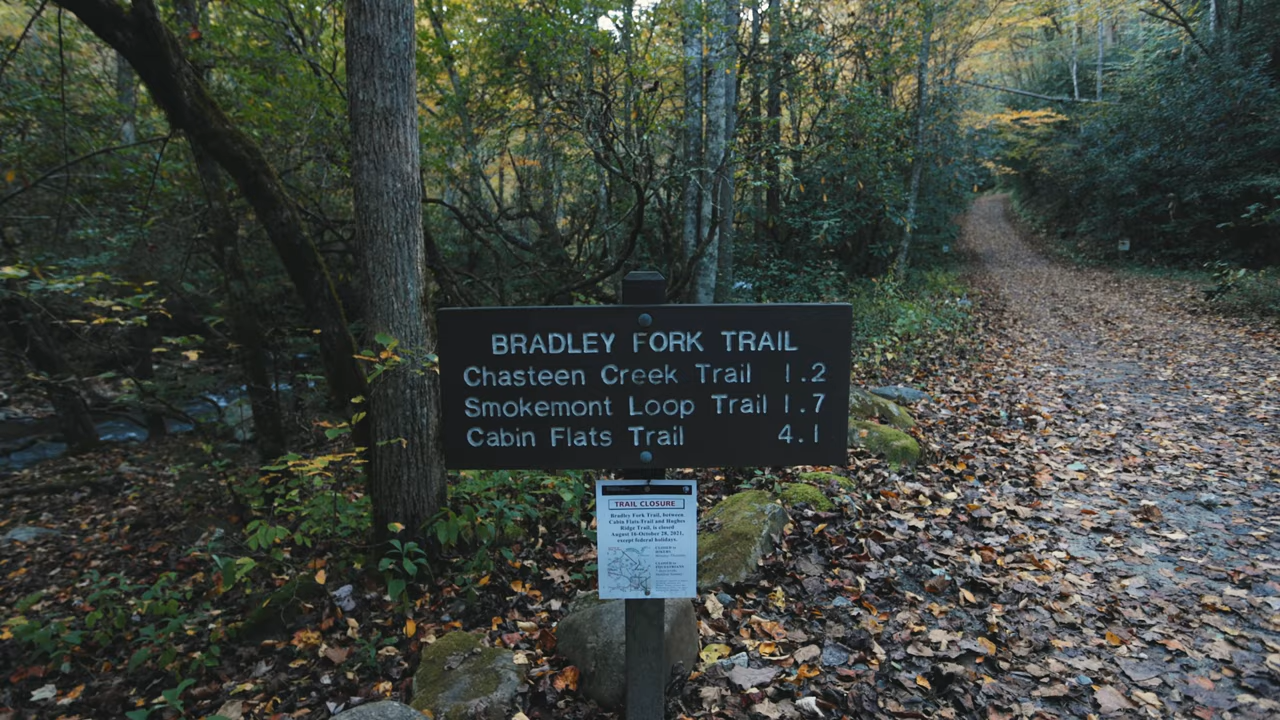 BRADLEY FORK TRAIL
Chasteen Creek Trail 1.2
Smokemont Loop Trail 1.7
Cabin Flats Trail 4.1
TRAIL CLOSURE
Bradley Fork Trail, between
Cabin Flats Trail and Hughes
Ridge Trail, is closed
August 16-October 28, 2021,
except federal holidays.